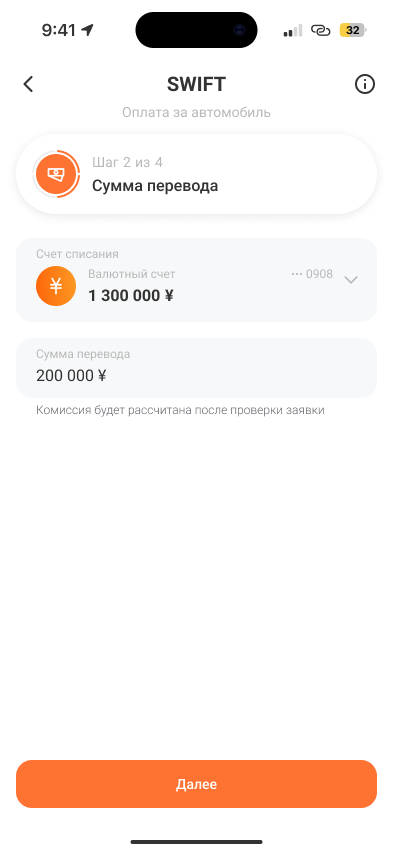 9:41
32
SWIFT
Оплата за автомобиль
Шаг 2 из 4
Сумма перевода
Счет списания
Валютный счет ··· 0908
¥
1 300 000 ¥
Сумма перевода
200 000 ¥
Комиссия будет рассчитана после проверки заявки
Далее